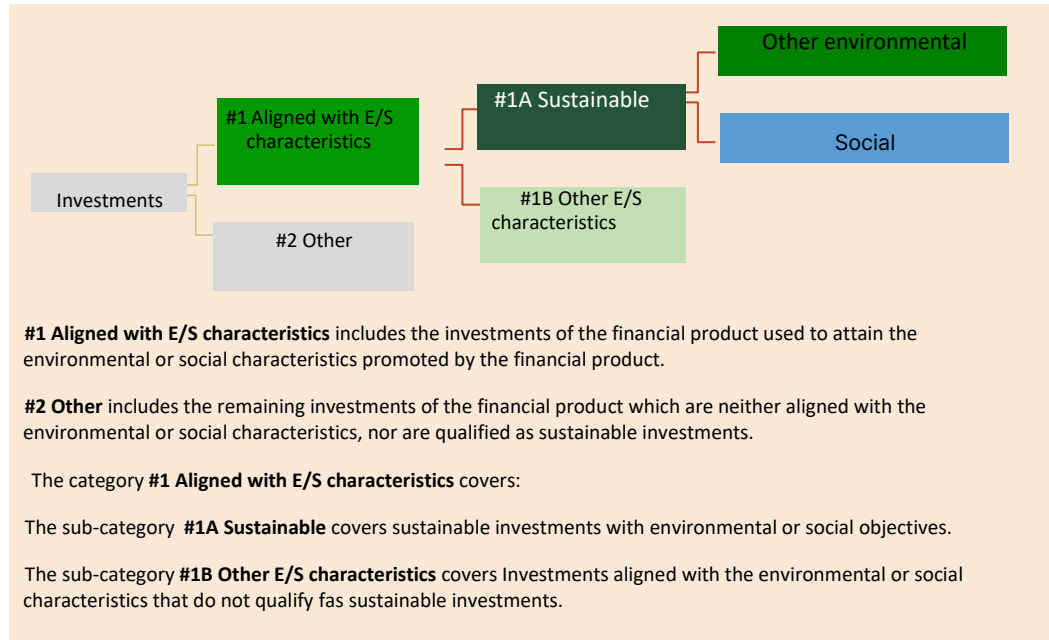 Other environmental
#1A Sustainable
#1 Aligned with E/S
characteristics
Social
Investments
#1B Other E/S
characteristics
#2 Other
#1 Aligned with E/S characteristics includes the investments of the financial product used to attain the
environmental or social characteristics promoted by the financial product.
#2 Other includes the remaining investments of the financial product which are neither aligned with the
environmental or social characteristics, nor are qualified as sustainable investments.
The category #1 Aligned with E/S characteristics covers:
The sub-category #1A Sustainable covers sustainable investments with environmental or social objectives.
The sub-category #1B Other E/S characteristics covers Investments aligned with the environmental or social
characteristics that do not qualify fas sustainable investments.